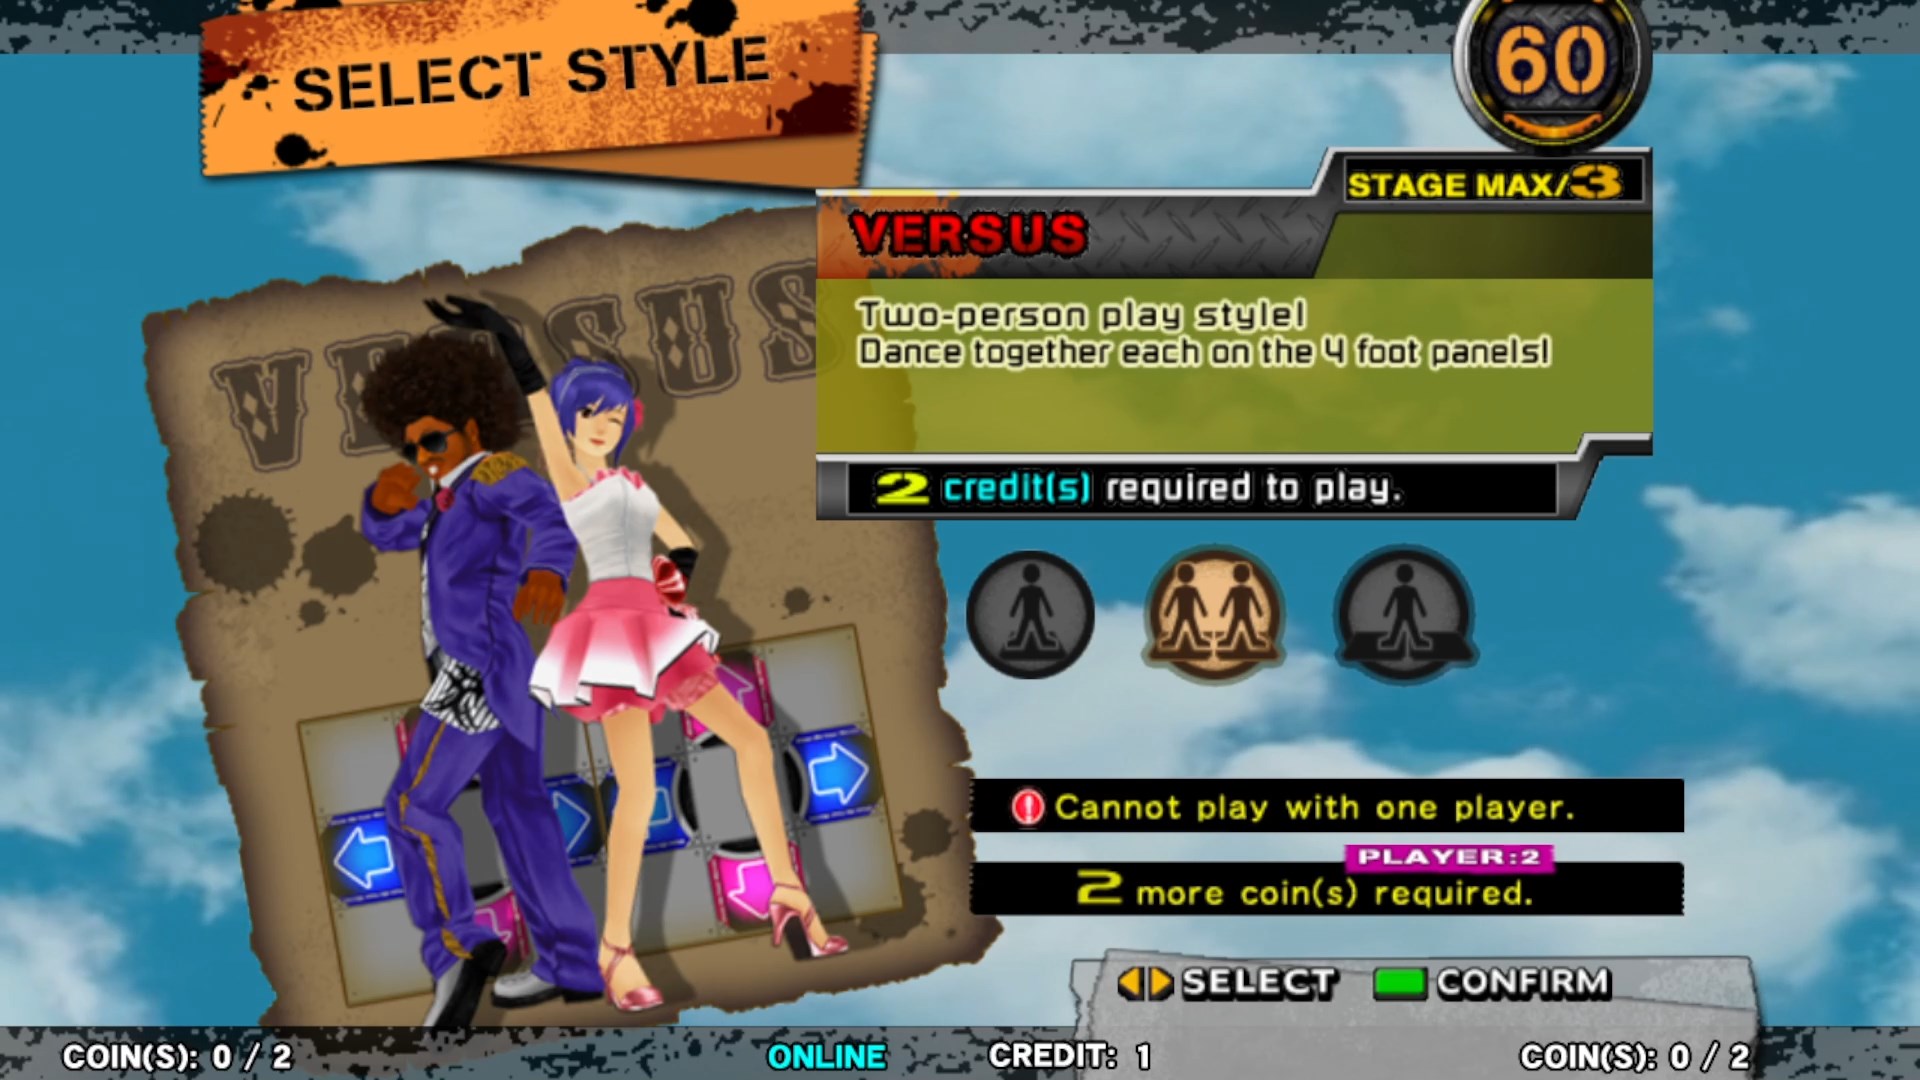 SELECT STYLE
60
STAGE MAX/3
VERSUS
VERSUS
Two-person play style!
Dance together each on the 4 foot panels!
2 credit(s) required to play.
Cannot play with one player.
PLAYER:2
2 more coin(s) required.
SELECT CONFIRM
COIN(S): 0 / 2 ONLINE CREDIT: 1 COIN(S): 0 / 2